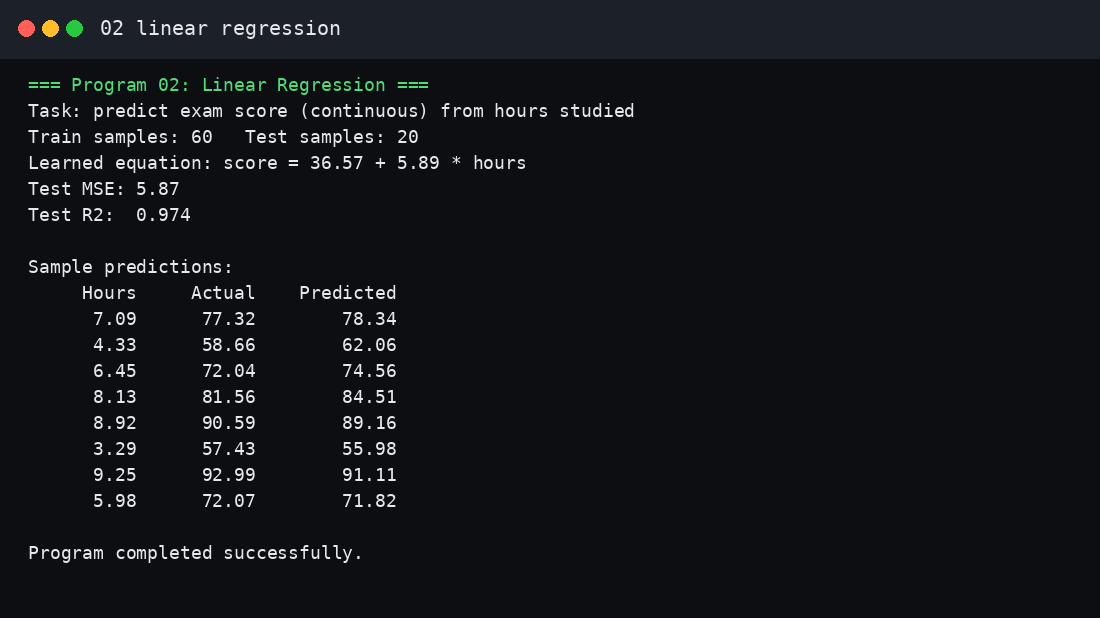 02 linear regression
=== Program 02: Linear Regression ===
Task: predict exam score (continuous) from hours studied
Train samples: 60   Test samples: 20
Learned equation: score = 36.57 + 5.89 * hours
Test MSE: 5.87
Test R2:  0.974
Sample predictions:
     Hours     Actual    Predicted
      7.09      77.32        78.34
      4.33      58.66        62.06
      6.45      72.04        74.56
      8.13      81.56        84.51
      8.92      90.59        89.16
      3.29      57.43        55.98
      9.25      92.99        91.11
      5.98      72.07        71.82
Program completed successfully.